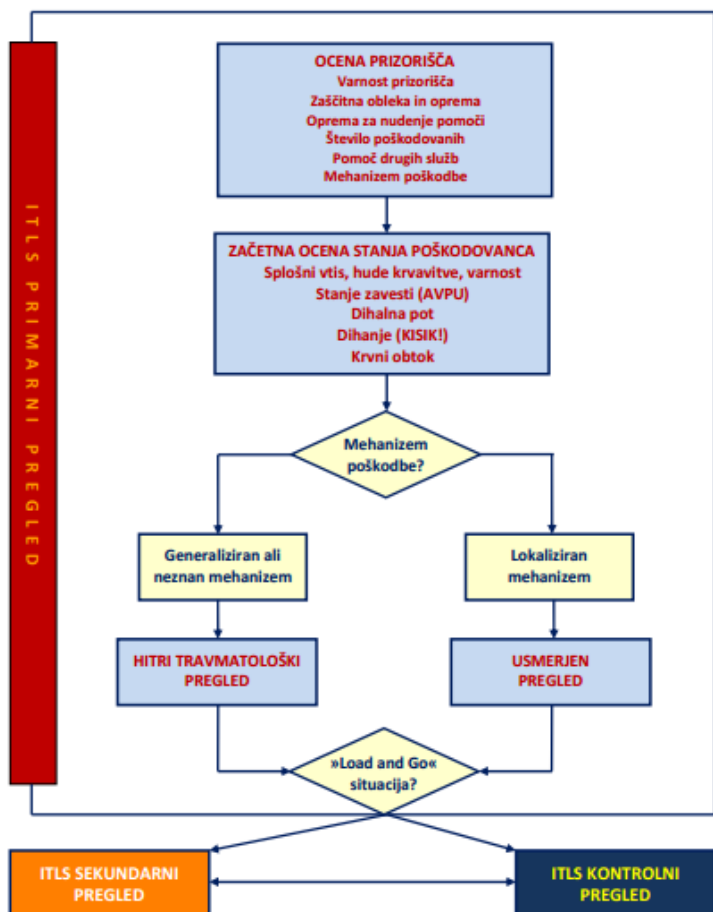 ITLS PRIMARNI PREGLED
OCENA PRIZORIŠČA
Varnost prizorišča
Zaščitna obleka in oprema
Oprema za nudenje pomoči
Število poškodovanih
Pomoč drugih služb
Mehanizem poškodbe
ZAČETNA OCENA STANJA POŠKODOVANCA
Splošni vtis, hude krvavitve, varnost
Stanje zavesti (AVPU)
Dihalna pot
Dihanje (KISIK!)
Krvni obtok
Mehanizem
poškodbe?
Generaliziran ali
neznan mehanizem
Lokaliziran
mehanizem
HITRI TRAVMATOLOŠKI
PREGLED
USMERJEN
PREGLED
»Load and Go«
situacija?
ITLS SEKUNDARNI
PREGLED
ITLS KONTROLNI
PREGLED